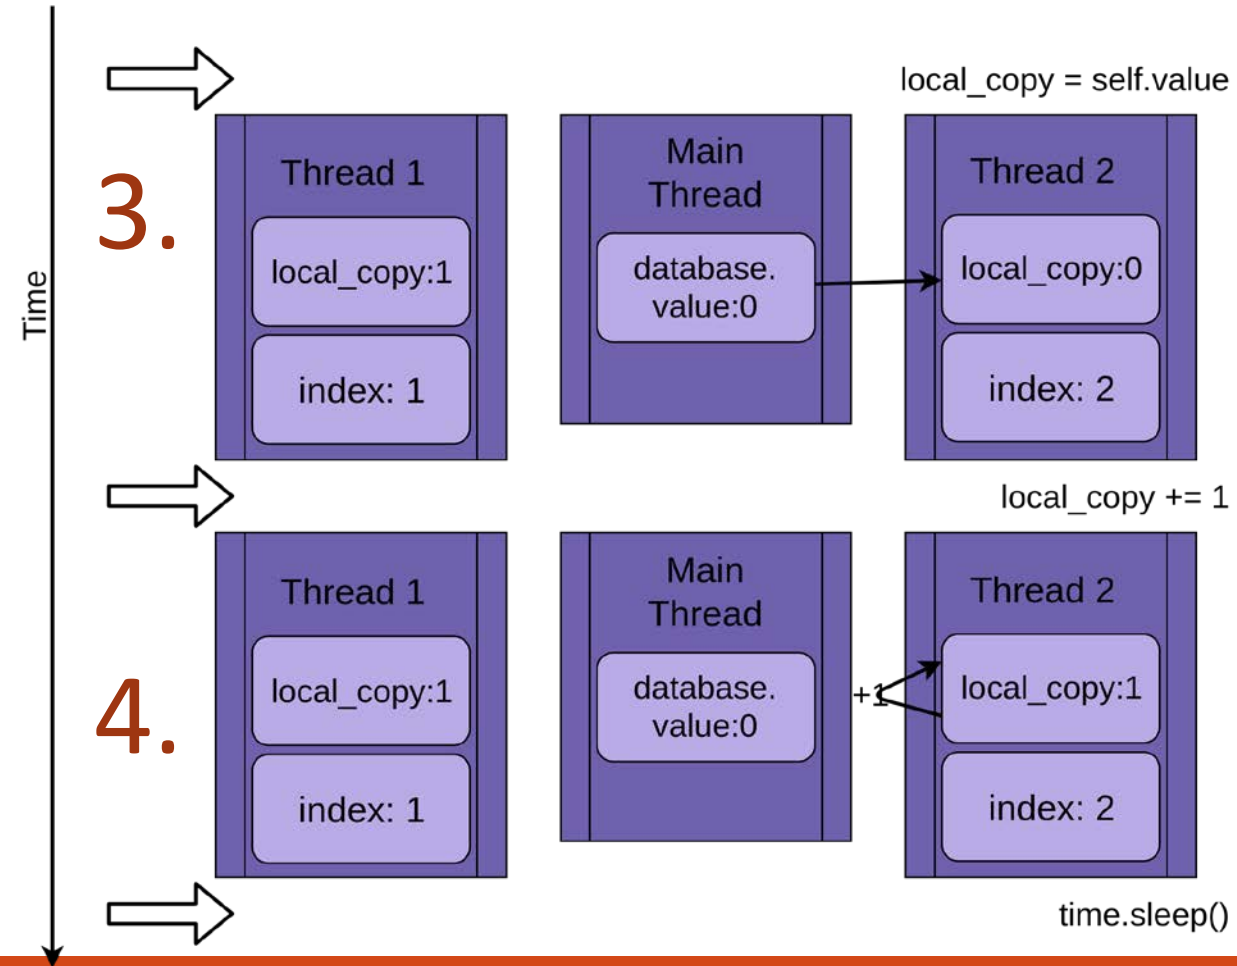 local_copy = self.value
3.
Thread 1
local_copy:1
index: 1
Main
Thread
database.
value:0
Thread 2
local_copy:0
index: 2
Time
local_copy += 1
4.
Thread 1
local_copy:1
index: 1
Main
Thread
database.
value:0
+1
Thread 2
local_copy:1
index: 2
time.sleep()